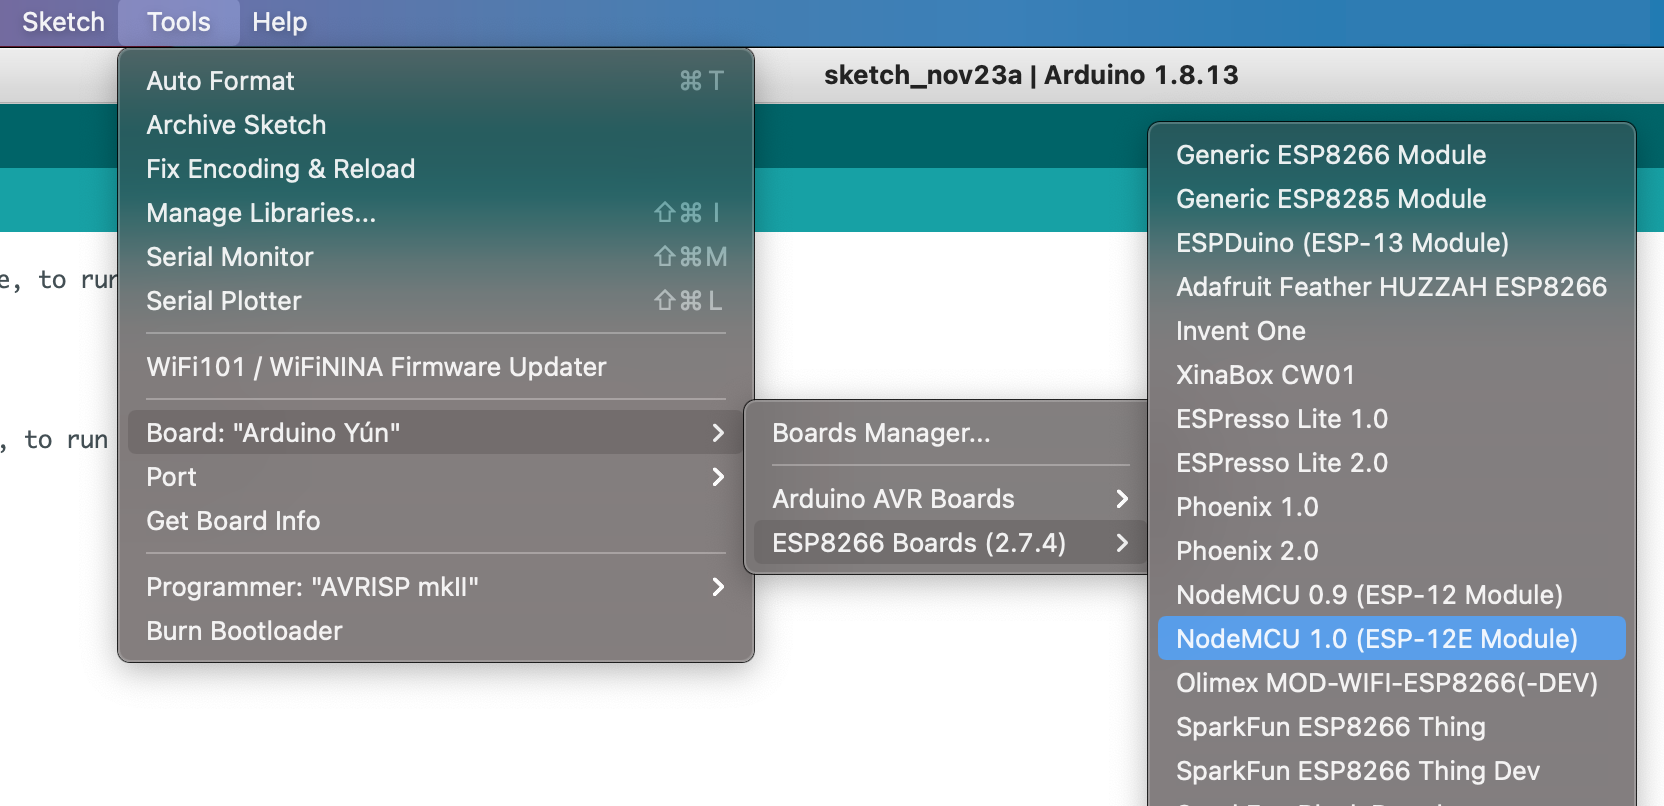 Sketch Tools Help
sketch_nov23a | Arduino 1.8.13
e, to run
, to run
Auto Format ⌘T
Archive Sketch
Fix Encoding & Reload
Manage Libraries... ⇧⌘I
Serial Monitor ⇧⌘M
Serial Plotter ⇧⌘L
WiFi101 / WiFiNINA Firmware Updater
Board: "Arduino Yún"
Port
Get Board Info
Programmer: "AVRISP mkII"
Burn Bootloader
Boards Manager...
Arduino AVR Boards
ESP8266 Boards (2.7.4)
Generic ESP8266 Module
Generic ESP8285 Module
ESPDuino (ESP-13 Module)
Adafruit Feather HUZZAH ESP8266
Invent One
XinaBox CW01
ESPresso Lite 1.0
ESPresso Lite 2.0
Phoenix 1.0
Phoenix 2.0
NodeMCU 0.9 (ESP-12 Module)
NodeMCU 1.0 (ESP-12E Module)
Olimex MOD-WIFI-ESP8266(-DEV)
SparkFun ESP8266 Thing
SparkFun ESP8266 Thing Dev